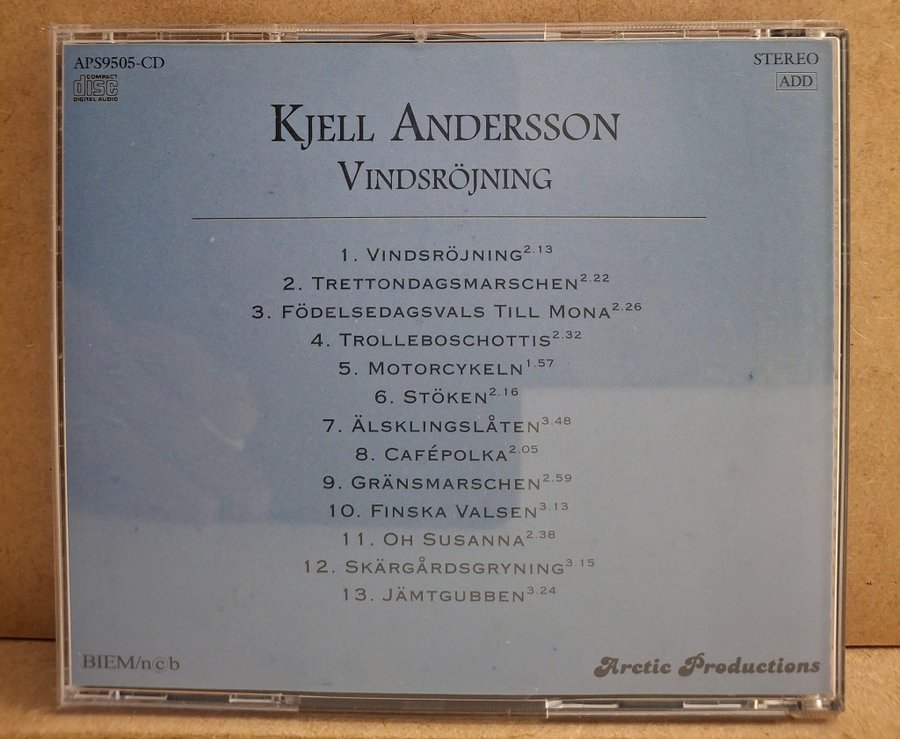 APS9505-CD
COMPACT
disc
DIGITAL AUDIO
STEREO
ADD
KJELL ANDERSSON
VINDSRÖJNING
1. VINDSRÖJNING 2.13
2. TRETTONDAGSMARSCHEN 2.22
3. FÖDELSEDAGSVALS TILL MONA 2.26
4. TROLLEBOSCHOTTIS 2.32
5. MOTORCYKELN 1.57
6. STÖKEN 2.16
7. ÄLSKLINGSLÅTEN 3.48
8. CAFÉPOLKA 2.05
9. GRÄNSMARSCHEN 2.59
10. FINSKA VALSEN 3.13
11. OH SUSANNA 2.38
12. SKÄRGÅRDSGRYNING 3.15
13. JÄMTGUBBEN 3.24
BIEM/n©b
Arctic Productions